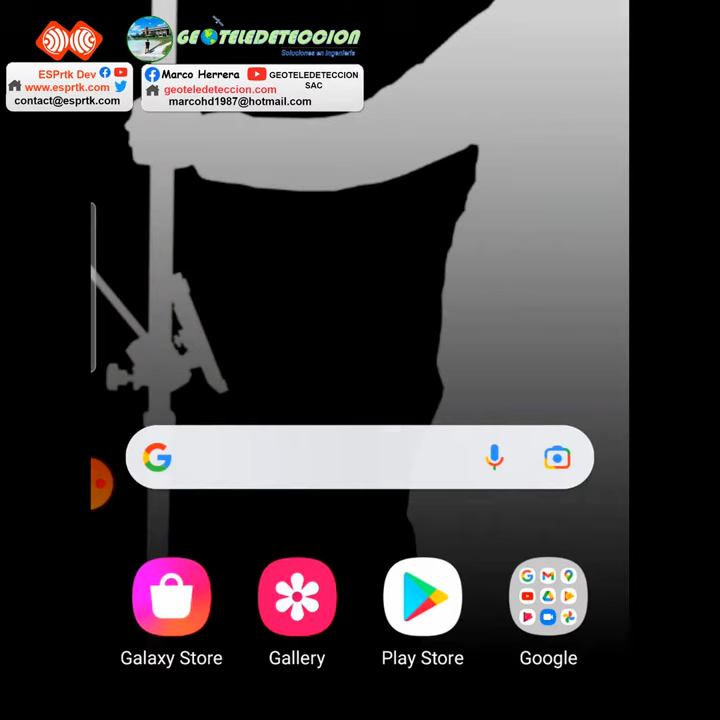 GEOTELEDETECCION
Soluciones en Ingeniería
ESPrtk Dev
www.esprtk.com
contact@esprtk.com
Marco Herrera
GEOTELEDETECCION
SAC
geoteledeteccion.com
marcohd1987@hotmail.com
Galaxy Store
Gallery
Play Store
Google